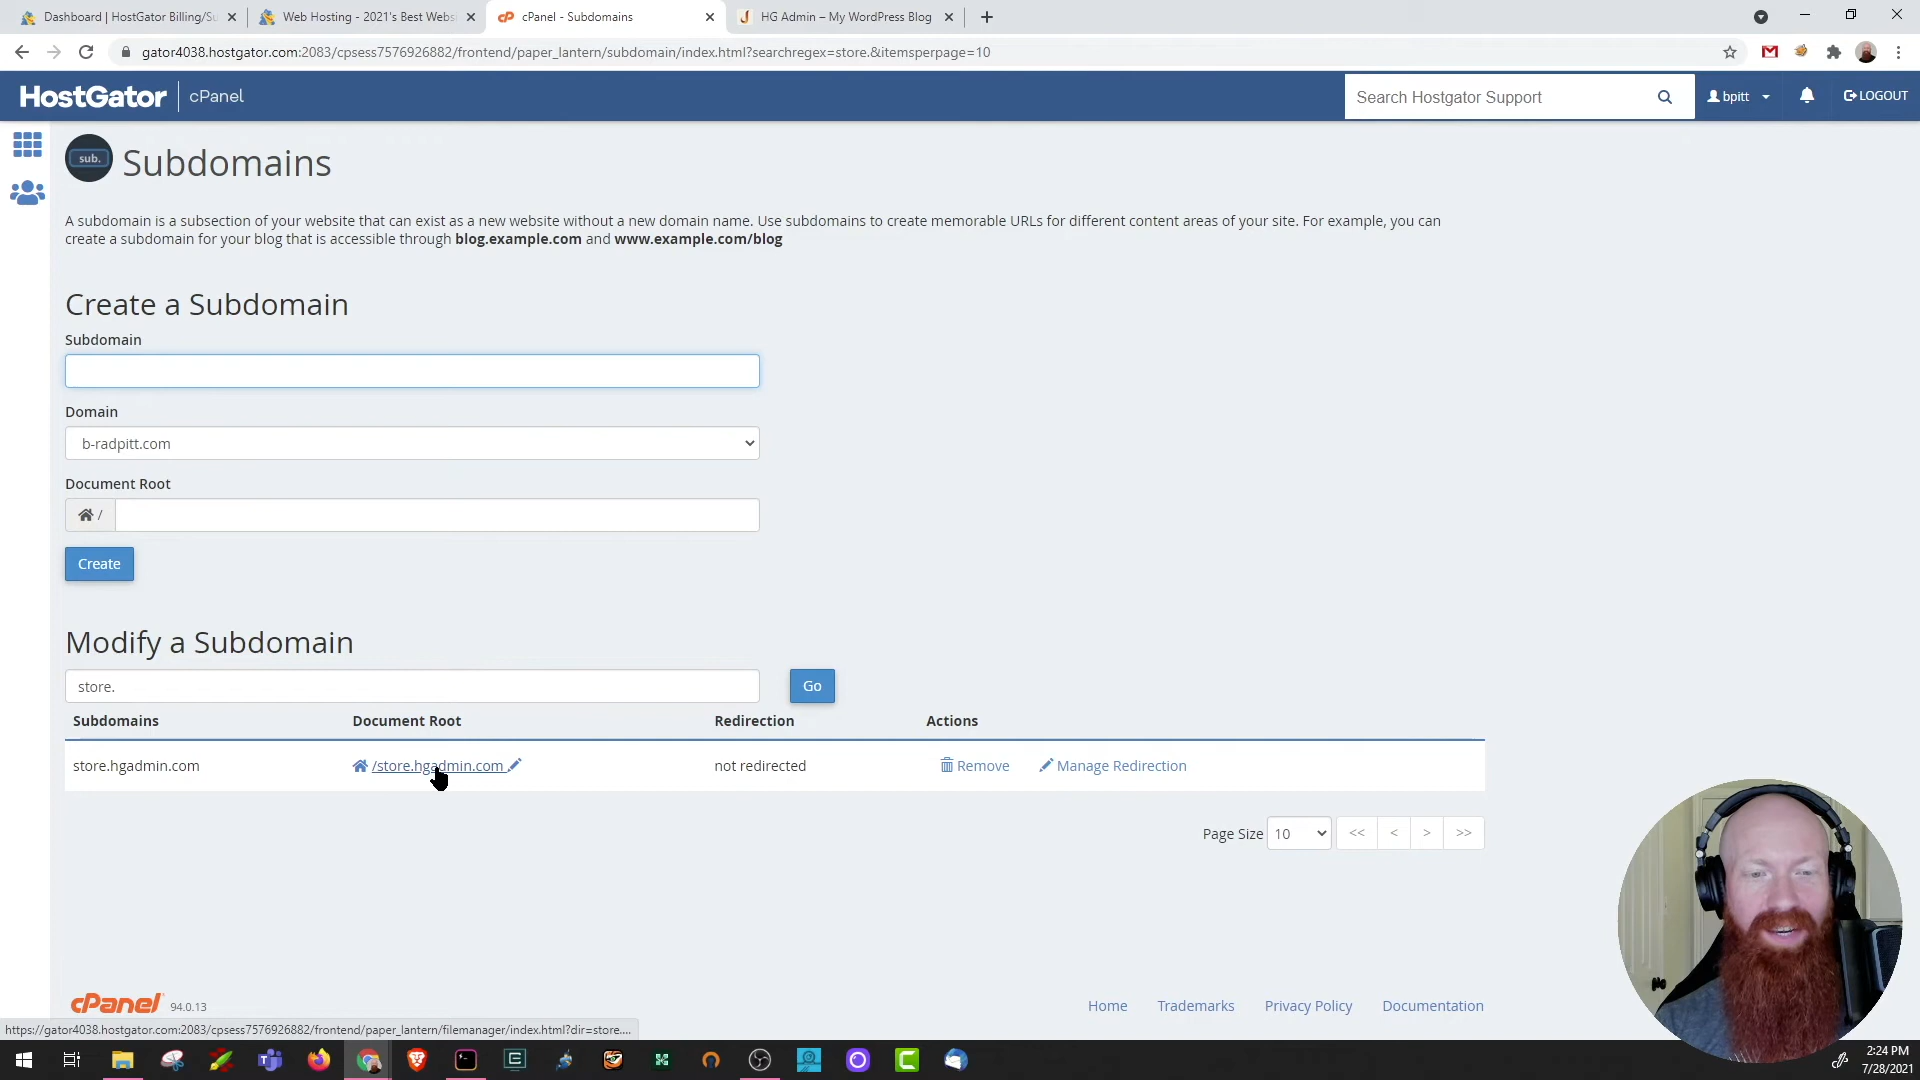 Dashboard | HostGator Billing/Su
Web Hosting - 2021's Best Websi
cPanel - Subdomains
HG Admin – My WordPress Blog
gator4038.hostgator.com:2083/cpsess7576926882/frontend/paper_lantern/subdomain/index.html?searchregex=store.&itemsperpage=10
HostGator
cPanel
Search Hostgator Support
bpitt
LOGOUT
sub.
Subdomains
A subdomain is a subsection of your website that can exist as a new website without a new domain name. Use subdomains to create memorable URLs for different content areas of your site. For example, you can
create a subdomain for your blog that is accessible through blog.example.com and www.example.com/blog
Create a Subdomain
Subdomain
Domain
b-radpitt.com
Document Root
/
Create
Modify a Subdomain
store.
Go
Subdomains Document Root Redirection Actions
store.hgadmin.com /store.hgadmin.com not redirected Remove Manage Redirection
Page Size 10 << < > >>
cPanel 94.0.13
Home Trademarks Privacy Policy Documentation
https://gator4038.hostgator.com:2083/cpsess7576926882/frontend/paper_lantern/filemanager/index.html?dir=store....
2:24 PM
7/28/2021